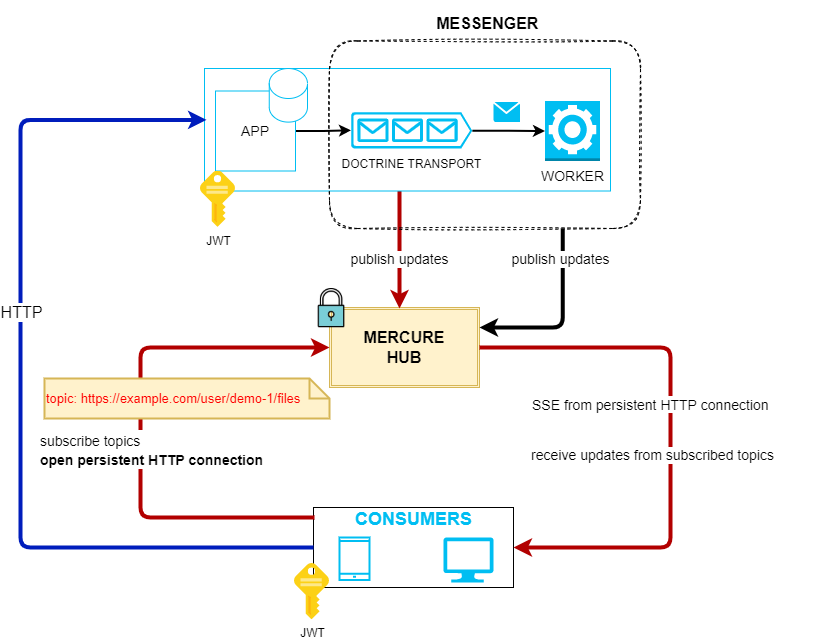 MESSENGER
APP
DOCTRINE TRANSPORT
WORKER
JWT
publish updates
publish updates
HTTP
MERCURE
HUB
topic: https://example.com/user/demo-1/files
SSE from persistent HTTP connection
subscribe topics
open persistent HTTP connection
receive updates from subscribed topics
CONSUMERS
JWT